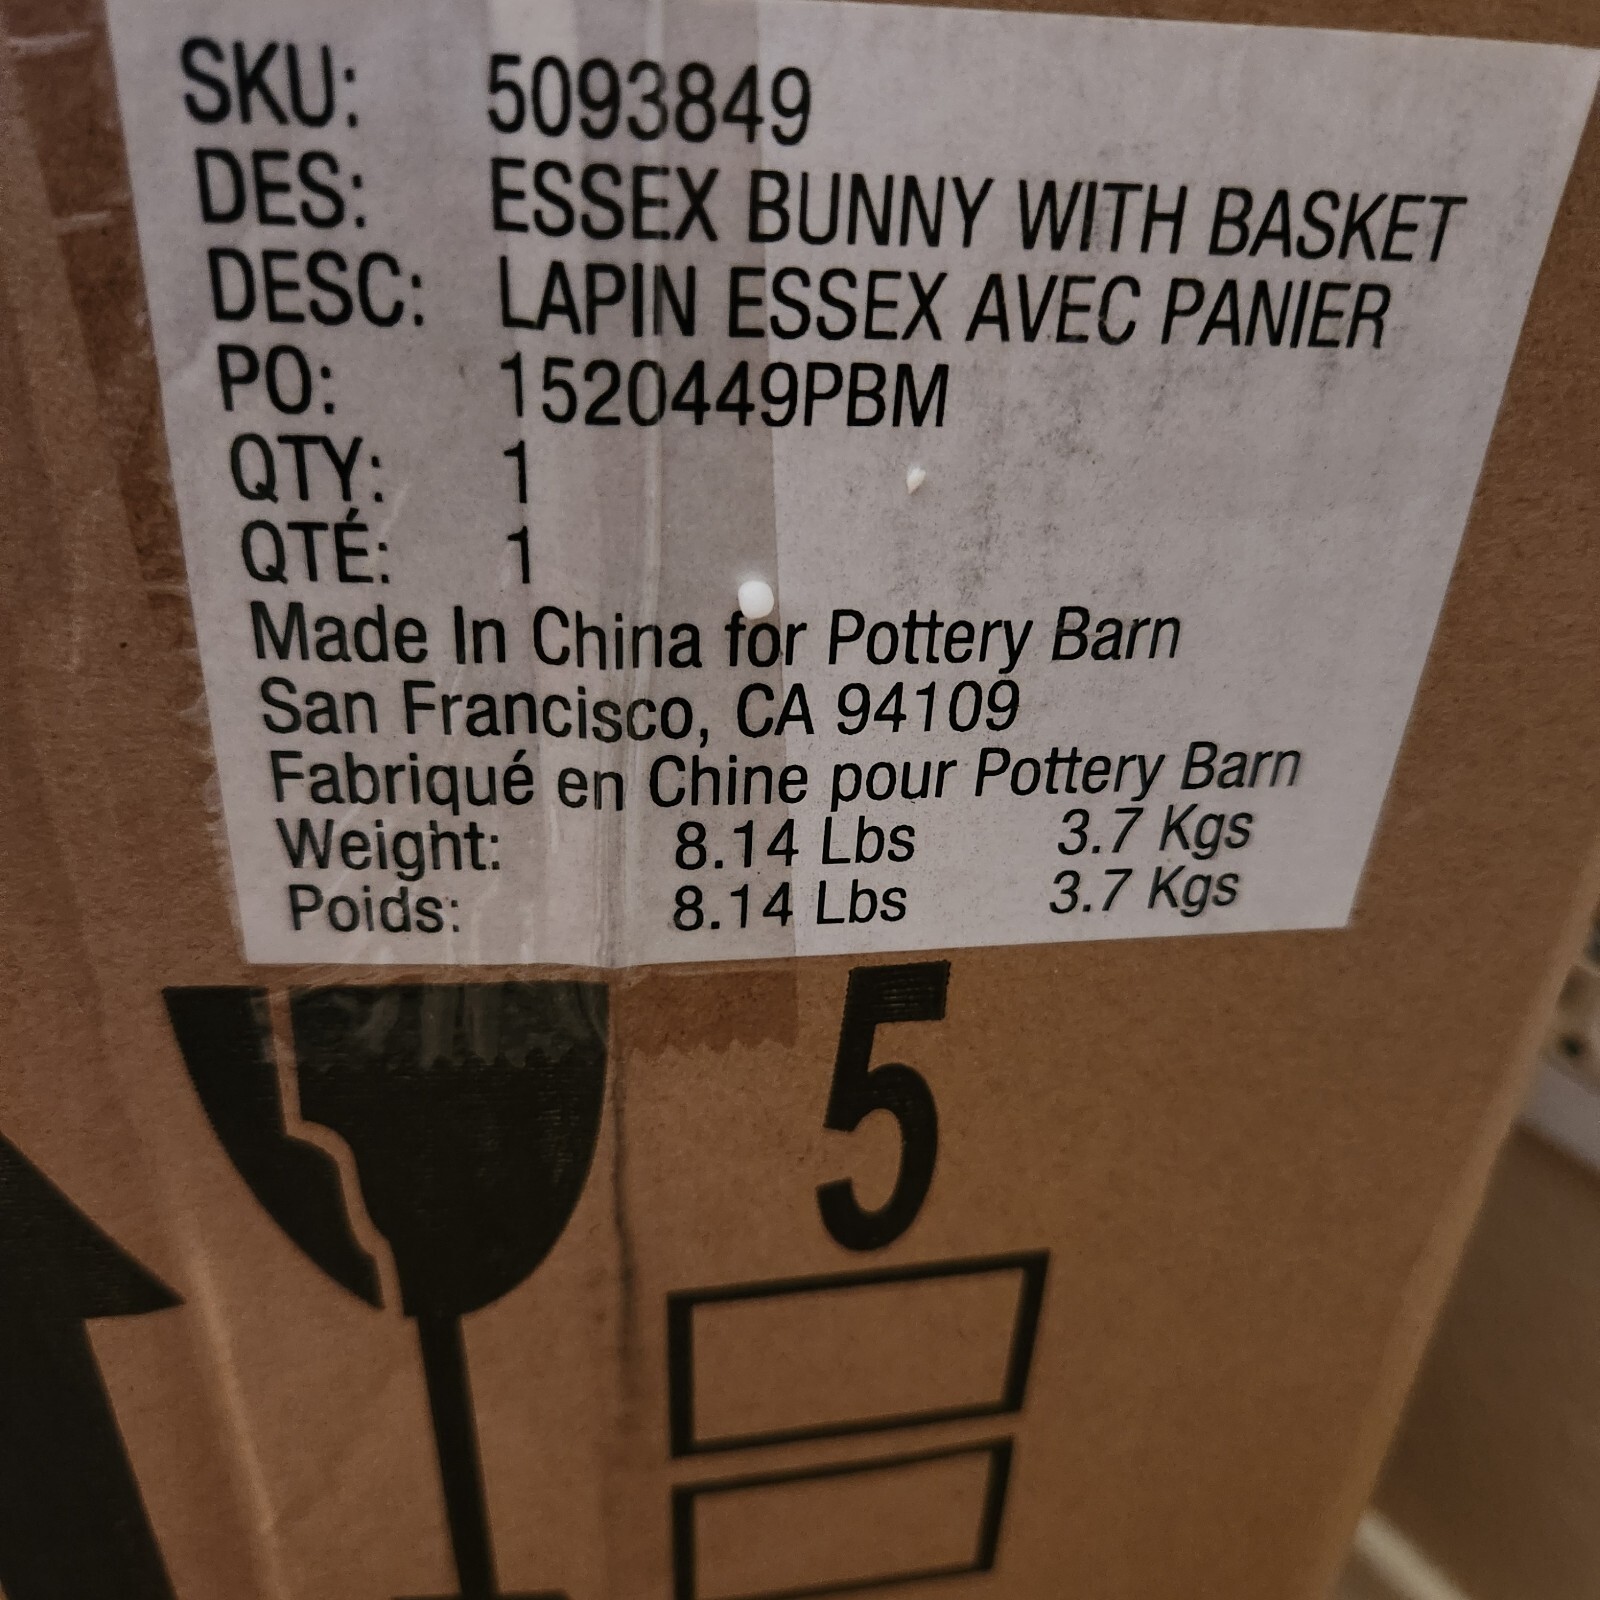 SKU: 5093849
DES: ESSEX BUNNY WITH BASKET
DESC: LAPIN ESSEX AVEC PANIER
PO: 1520449PBM
QTY: 1
QTÉ: 1
Made In China for Pottery Barn
San Francisco, CA 94109
Fabriqué en Chine pour Pottery Barn
Weight: 8.14 Lbs 3.7 Kgs
Poids: 8.14 Lbs 3.7 Kgs
5